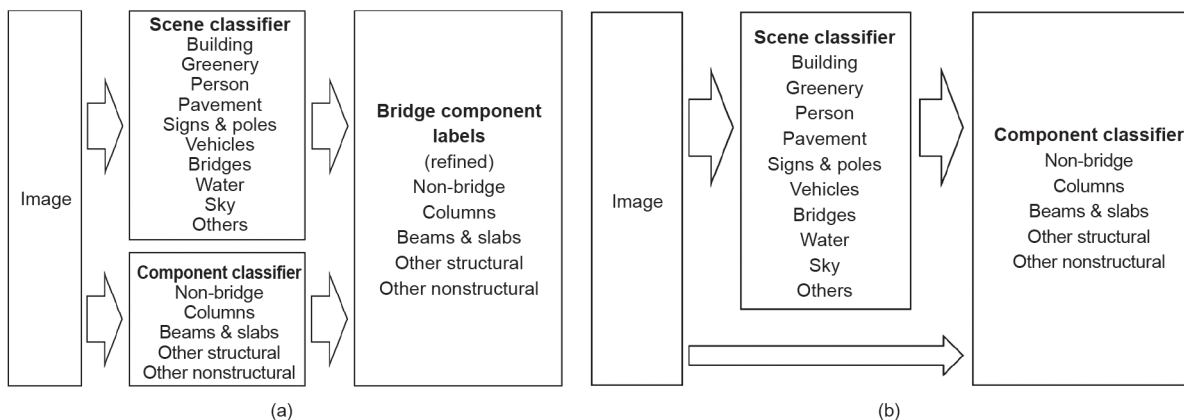 Image
Scene classifier
Building
Greenery
Person
Pavement
Signs & poles
Vehicles
Bridges
Water
Sky
Others
Component classifier
Non-bridge
Columns
Beams & slabs
Other structural
Other nonstructural
Bridge component
labels
(refined)
Non-bridge
Columns
Beams & slabs
Other structural
Other nonstructural
(a)
Image
Scene classifier
Building
Greenery
Person
Pavement
Signs & poles
Vehicles
Bridges
Water
Sky
Others
Component classifier
Non-bridge
Columns
Beams & slabs
Other structural
Other nonstructural
(b)